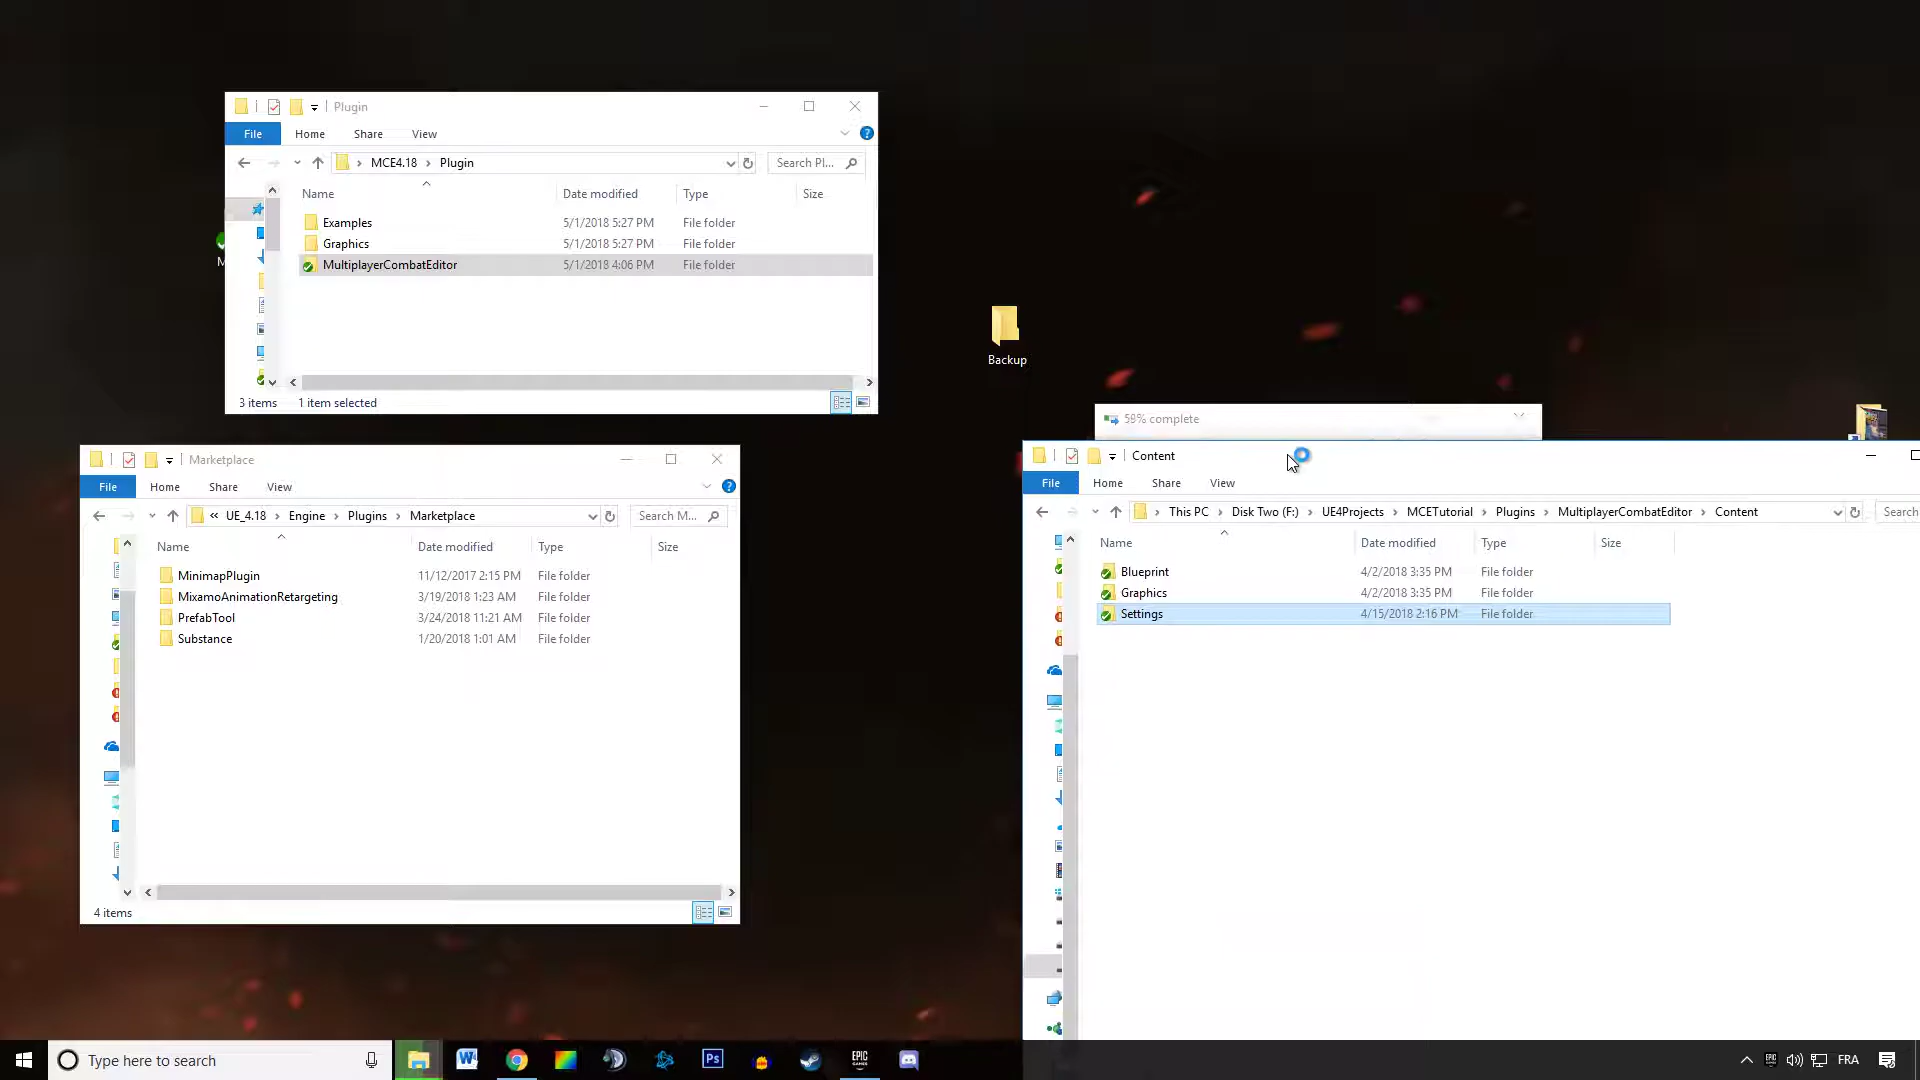 Plugin
File Home Share View
MCE4.18 Plugin Search Pl...
Name Date modified Type Size
Examples 5/1/2018 5:27 PM File folder
Graphics 5/1/2018 5:27 PM File folder
MultiplayerCombatEditor 5/1/2018 4:06 PM File folder
3 items 1 item selected
Backup
58% complete
Marketplace
File Home Share View
« UE_4.18 Engine Plugins Marketplace Search M...
Name Date modified Type Size
MinimapPlugin 11/12/2017 2:15 PM File folder
MixamoAnimationRetargeting 3/19/2018 1:23 AM File folder
PrefabTool 3/24/2018 11:21 AM File folder
Substance 1/20/2018 1:01 AM File folder
4 items
Content
File Home Share View
This PC Disk Two (F:) UE4Projects MCETutorial Plugins MultiplayerCombatEditor Content Search
Name Date modified Type Size
Blueprint 4/2/2018 3:35 PM File folder
Graphics 4/2/2018 3:35 PM File folder
Settings 4/15/2018 2:16 PM File folder
Type here to search
Ps
EPIC GAMES
FRA